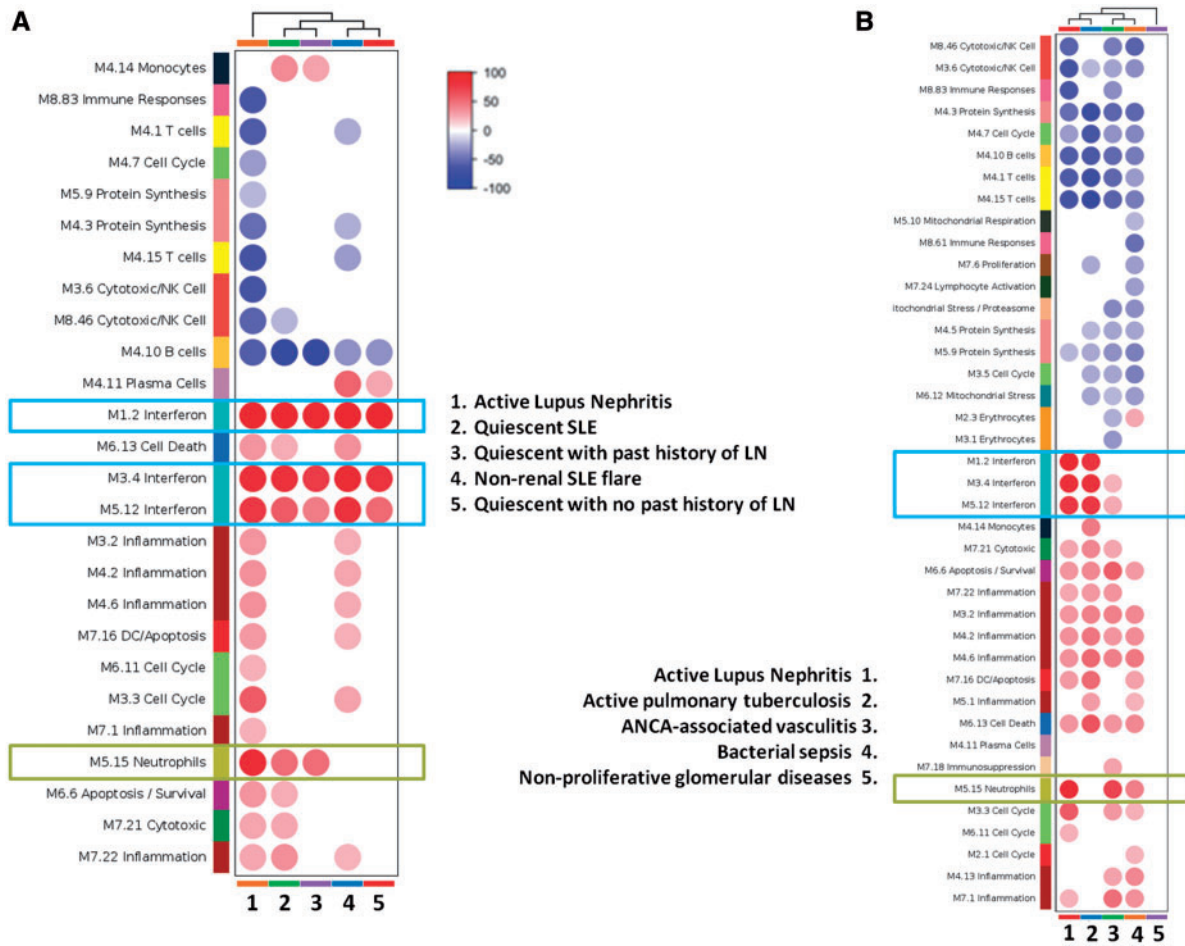 A
M4.14 Monocytes
M8.83 Immune Responses
M4.1 T cells
M4.7 Cell Cycle
M5.9 Protein Synthesis
M4.3 Protein Synthesis
M4.15 T cells
M3.6 Cytotoxic/NK Cell
M8.46 Cytotoxic/NK Cell
M4.10 B cells
M4.11 Plasma Cells
M1.2 Interferon
M6.13 Cell Death
M3.4 Interferon
M5.12 Interferon
M3.2 Inflammation
M4.2 Inflammation
M4.6 Inflammation
M7.16 DC/Apoptosis
M6.11 Cell Cycle
M3.3 Cell Cycle
M7.1 Inflammation
M5.15 Neutrophils
M6.6 Apoptosis / Survival
M7.21 Cytotoxic
M7.22 Inflammation
1 2 3 4 5
100
50
0
-50
-100
1. Active Lupus Nephritis
2. Quiescent SLE
3. Quiescent with past history of LN
4. Non-renal SLE flare
5. Quiescent with no past history of LN
B
M8.46 Cytotoxic/NK Cell
M3.6 Cytotoxic/NK Cell
M8.83 Immune Responses
M4.3 Protein Synthesis
M4.7 Cell Cycle
M4.10 B cells
M4.1 T cells
M4.15 T cells
M5.10 Mitochondrial Respiration
M8.61 Immune Responses
M7.6 Proliferation
M7.24 Lymphocyte Activation
itochondrial Stress / Proteasome
M4.5 Protein Synthesis
M5.9 Protein Synthesis
M3.5 Cell Cycle
M6.12 Mitochondrial Stress
M2.3 Erythrocytes
M3.1 Erythrocytes
M1.2 Interferon
M3.4 Interferon
M5.12 Interferon
M4.14 Monocytes
M7.21 Cytotoxic
M6.6 Apoptosis / Survival
M7.22 Inflammation
M3.2 Inflammation
M4.2 Inflammation
M4.6 Inflammation
M7.16 DC/Apoptosis
M5.1 Inflammation
M6.13 Cell Death
M4.11 Plasma Cells
M7.18 Immunosuppression
M5.15 Neutrophils
M3.3 Cell Cycle
M6.11 Cell Cycle
M2.1 Cell Cycle
M4.13 Inflammation
M7.1 Inflammation
1 2 3 4 5
Active Lupus Nephritis 1.
Active pulmonary tuberculosis 2.
ANCA-associated vasculitis 3.
Bacterial sepsis 4.
Non-proliferative glomerular diseases 5.